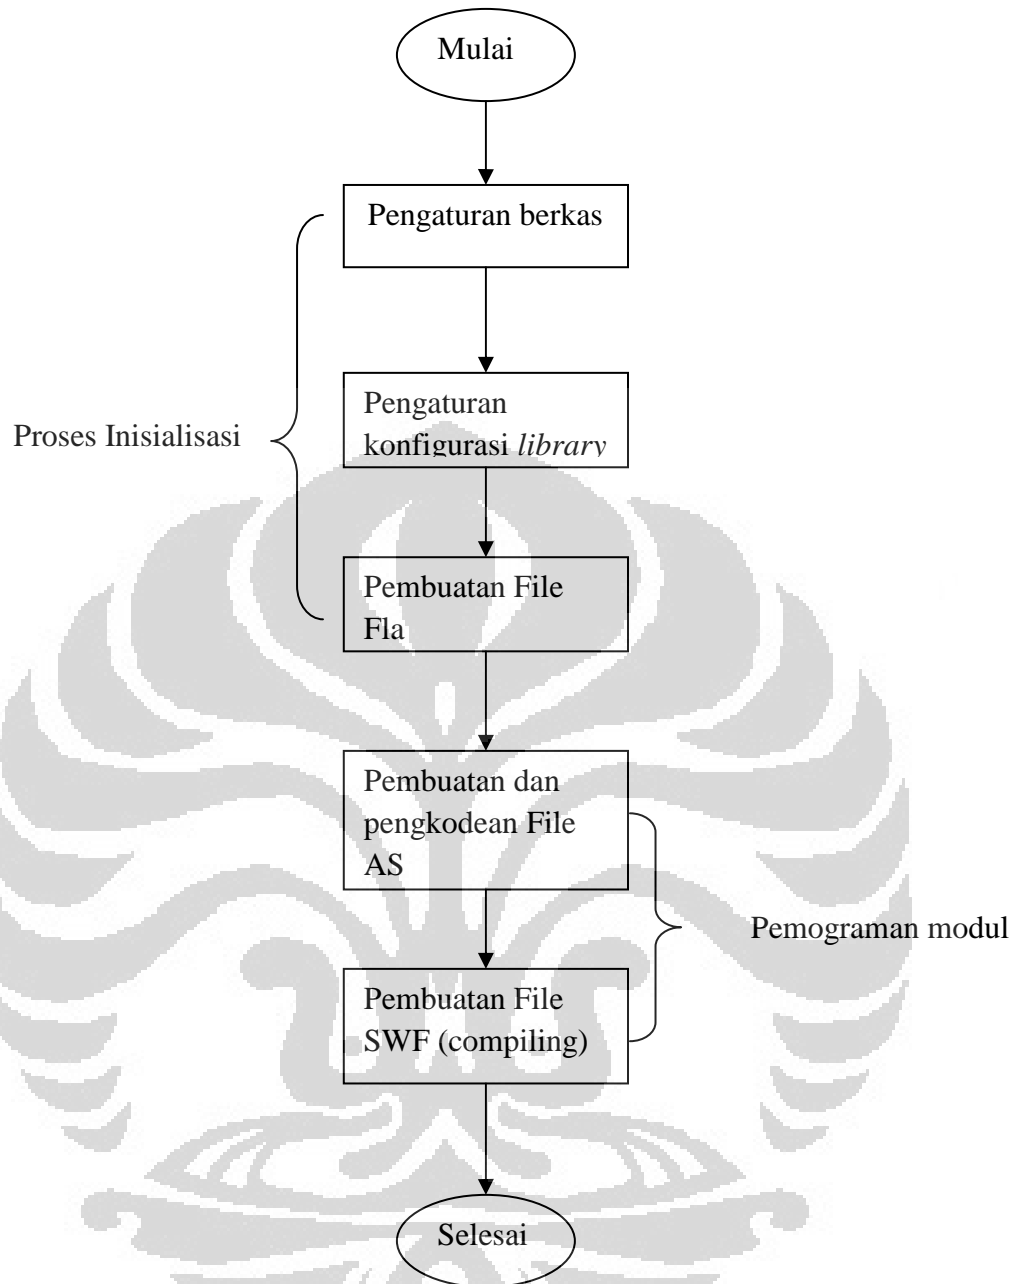 Mulai
Pengaturan berkas
Pengaturan
konfigurasi library
Proses Inisialisasi
Pembuatan File
Fla
Pembuatan dan
pengkodean File
AS
Pemograman modul
Pembuatan File
SWF (compiling)
Selesai